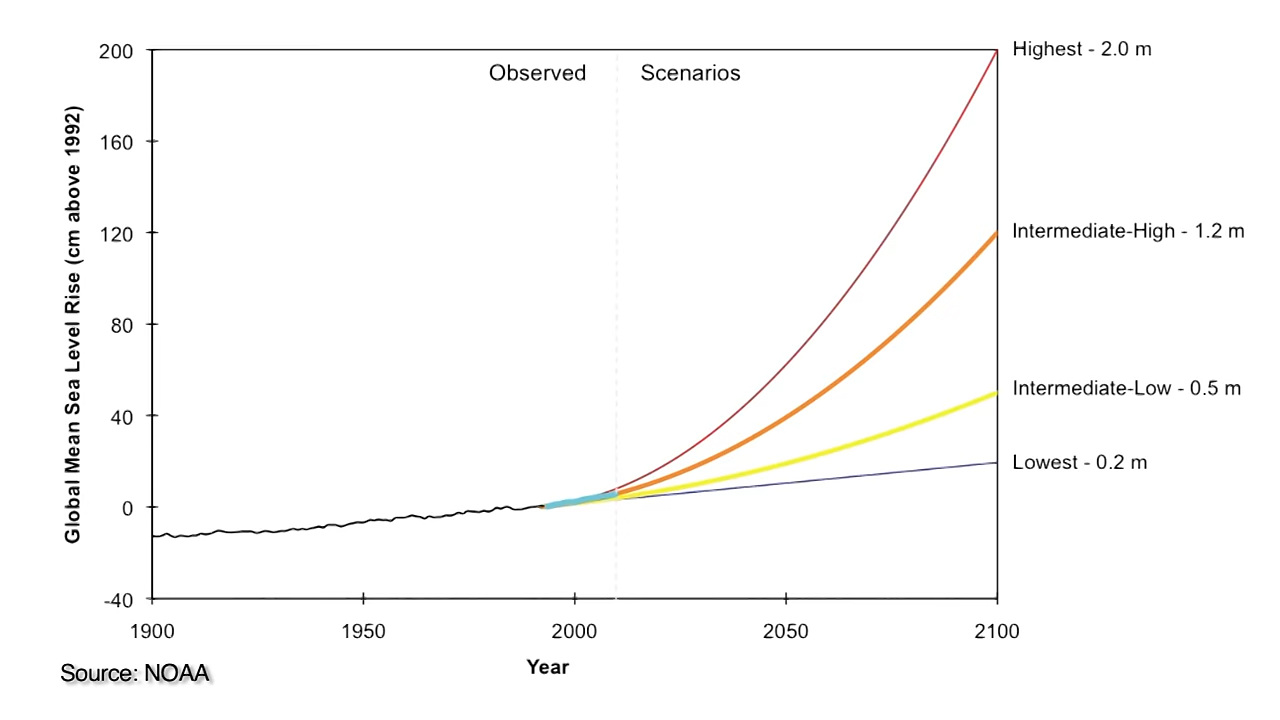 Global Mean Sea Level Rise (cm above 1992)
200
160
120
80
40
0
-40
Observed
Scenarios
Highest - 2.0 m
Intermediate-High - 1.2 m
Intermediate-Low - 0.5 m
Lowest - 0.2 m
1900
1950
2000
2050
2100
Year
Source: NOAA